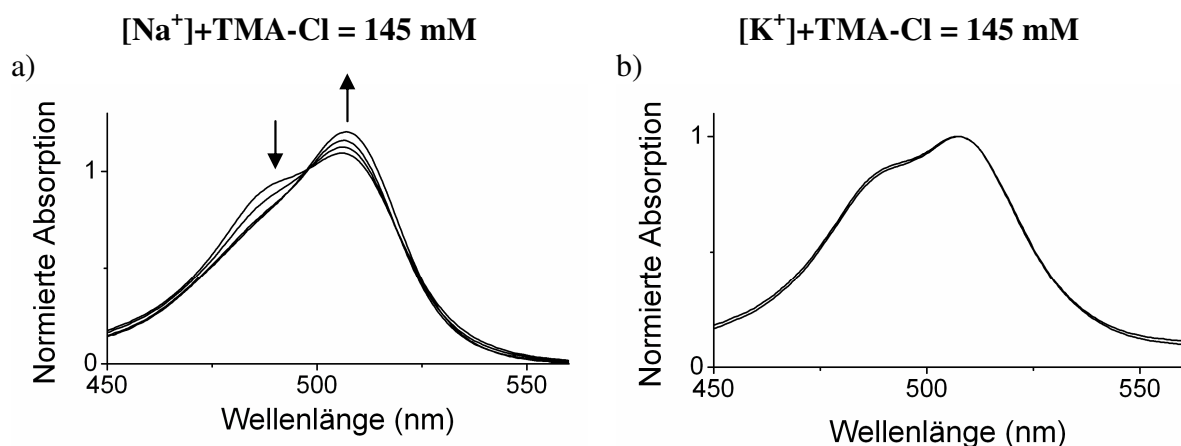 [Na⁺]+TMA-Cl = 145 mM
a)
Normierte Absorption
1
0
450
500
550
Wellenlänge (nm)
[K⁺]+TMA-Cl = 145 mM
b)
Normierte Absorption
1
0
450
500
550
Wellenlänge (nm)